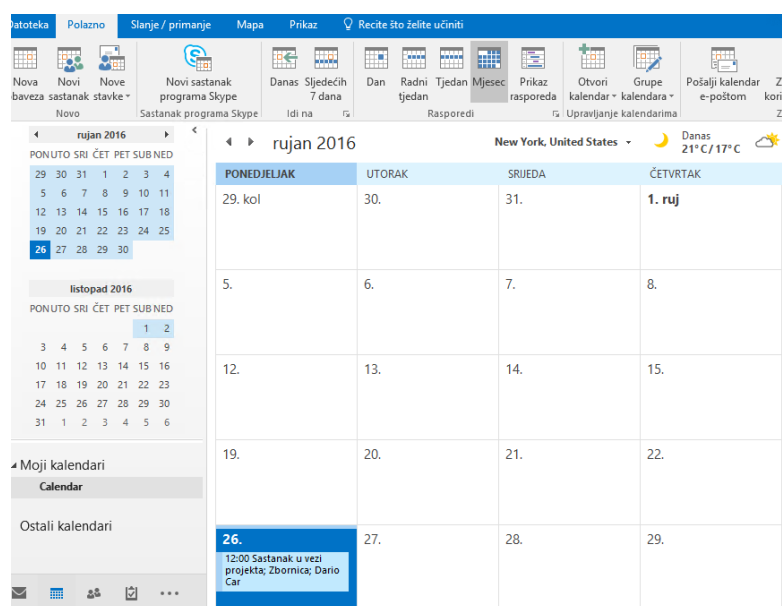 Datoteka Polazno Slanje / primanje Mapa Prikaz Recite što želite učiniti
Nova Novi Nove Novi sastanak Danas Sljedećih Dan Radni Tjedan Mjesec Prikaz Otvori Grupe Pošalji kalendar
obaveza sastanak stavke programa Skype 7 dana tjedan rasporeda kalendar kalendara e-poštom
Novo Sastanak programa Skype Idi na Rasporedi Upravljanje kalendarima
rujan 2016
PON UTO SRI ČET PET SUB NED
29 30 31 1 2 3 4
5 6 7 8 9 10 11
12 13 14 15 16 17 18
19 20 21 22 23 24 25
26 27 28 29 30
listopad 2016
PON UTO SRI ČET PET SUB NED
1 2
3 4 5 6 7 8 9
10 11 12 13 14 15 16
17 18 19 20 21 22 23
24 25 26 27 28 29 30
31 1 2 3 4 5 6
Moji kalendari
Calendar
Ostali kalendari
rujan 2016 New York, United States Danas
21°C/17°C
PONEDJELJAK UTORAK SRIJEDA ČETVRTAK
29. kol 30. 31. 1. ruj
5. 6. 7. 8.
12. 13. 14. 15.
19. 20. 21. 22.
26. 27. 28. 29.
12:00 Sastanak u vezi
projekta; Zbornica; Dario
Car